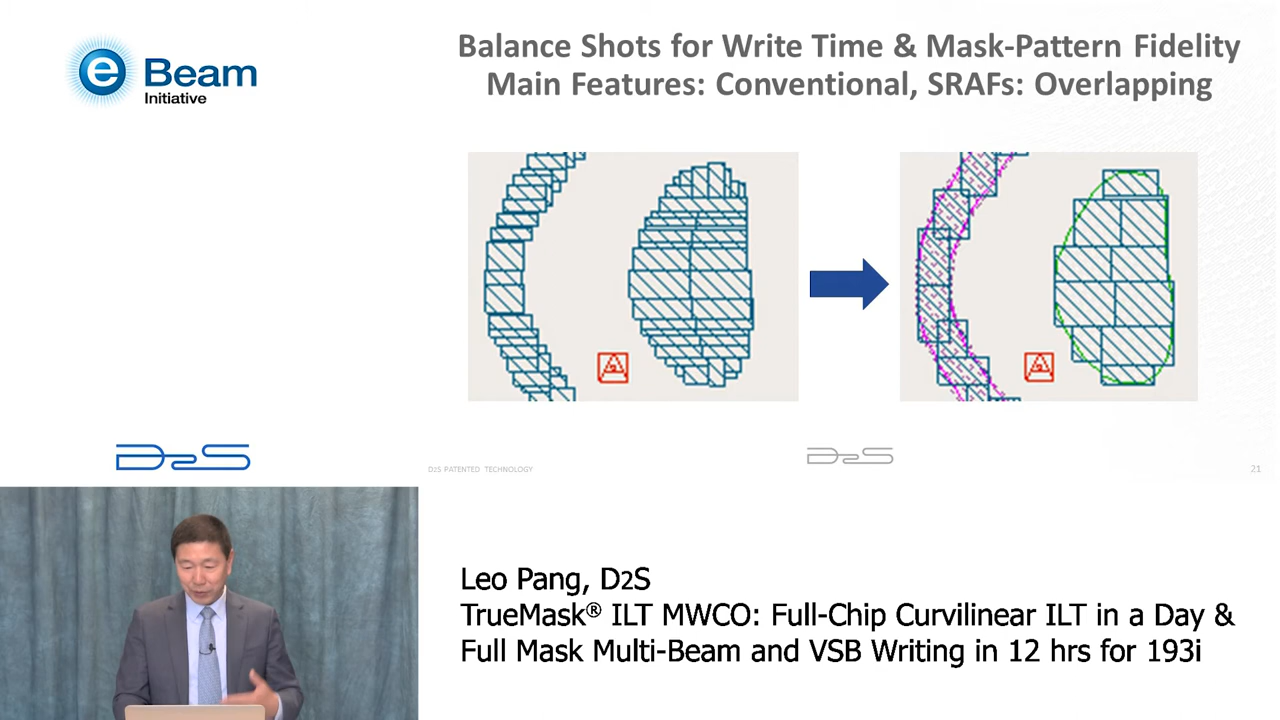 e Beam
Initiative
Balance Shots for Write Time & Mask-Pattern Fidelity
Main Features: Conventional, SRAFs: Overlapping
D2S
D2S PATENTED TECHNOLOGY
D2S
21
Leo Pang, D2S
TrueMask® ILT MWCO: Full-Chip Curvilinear ILT in a Day &
Full Mask Multi-Beam and VSB Writing in 12 hrs for 193i